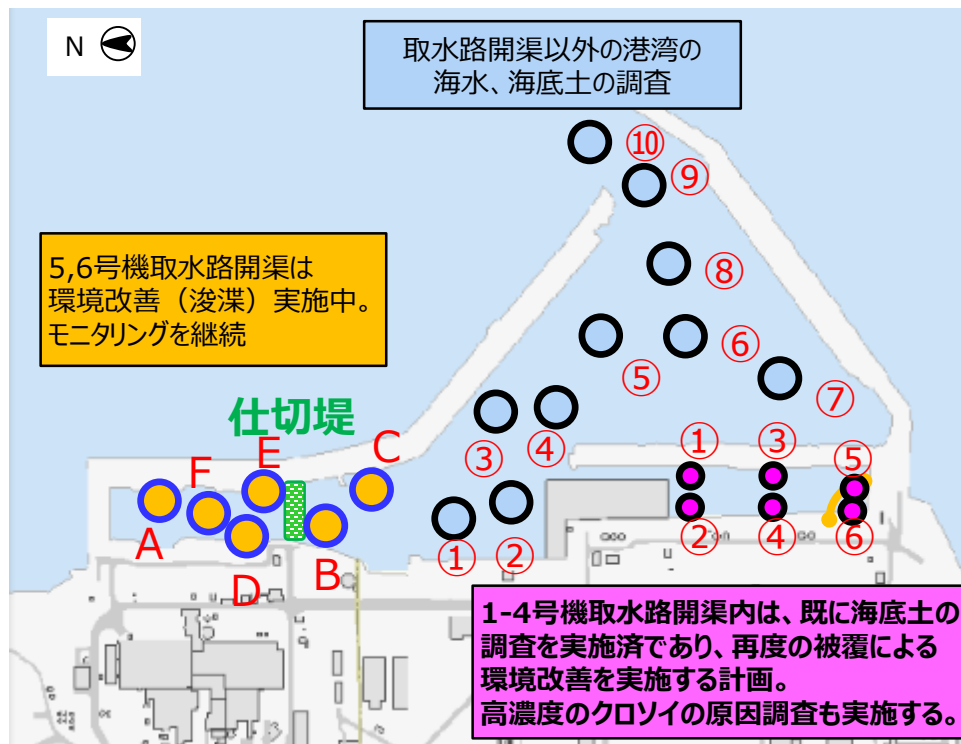 N
取水路開渠以外の港湾の
海水、海底土の調査
⑩
⑨
5,6号機取水路開渠は
環境改善（浚渫）実施中。
モニタリングを継続
⑧
⑥
⑤
⑦
仕切堤
③
④
C
E
F
①
③
⑤
A
D
B
①
②
②
④
⑥
1-4号機取水路開渠内は、既に海底土の
調査を実施済であり、再度の被覆による
環境改善を実施する計画。
高濃度のクロソイの原因調査も実施する。